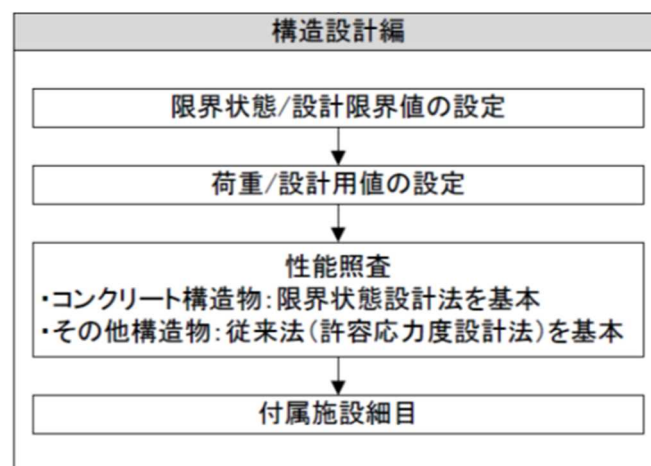 構造設計編
限界状態/設計限界値の設定
荷重/設計用値の設定
性能照査
・コンクリート構造物：限界状態設計法を基本
・その他構造物：従来法（許容応力度設計法）を基本
付属施設細目